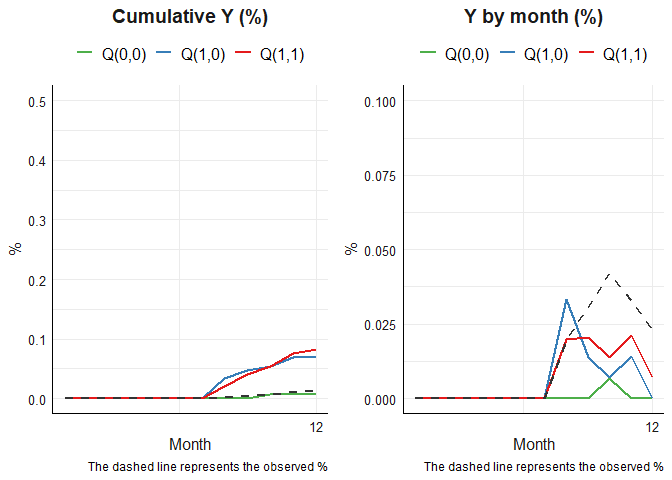 Cumulative Y (%)
Q(0,0) Q(1,0) Q(1,1)
0.5
0.4
0.3
0.2
0.1
0.0
%
12
Month
The dashed line represents the observed %
Y by month (%)
Q(0,0) Q(1,0) Q(1,1)
0.100
0.075
0.050
0.025
0.000
%
12
Month
The dashed line represents the observed %